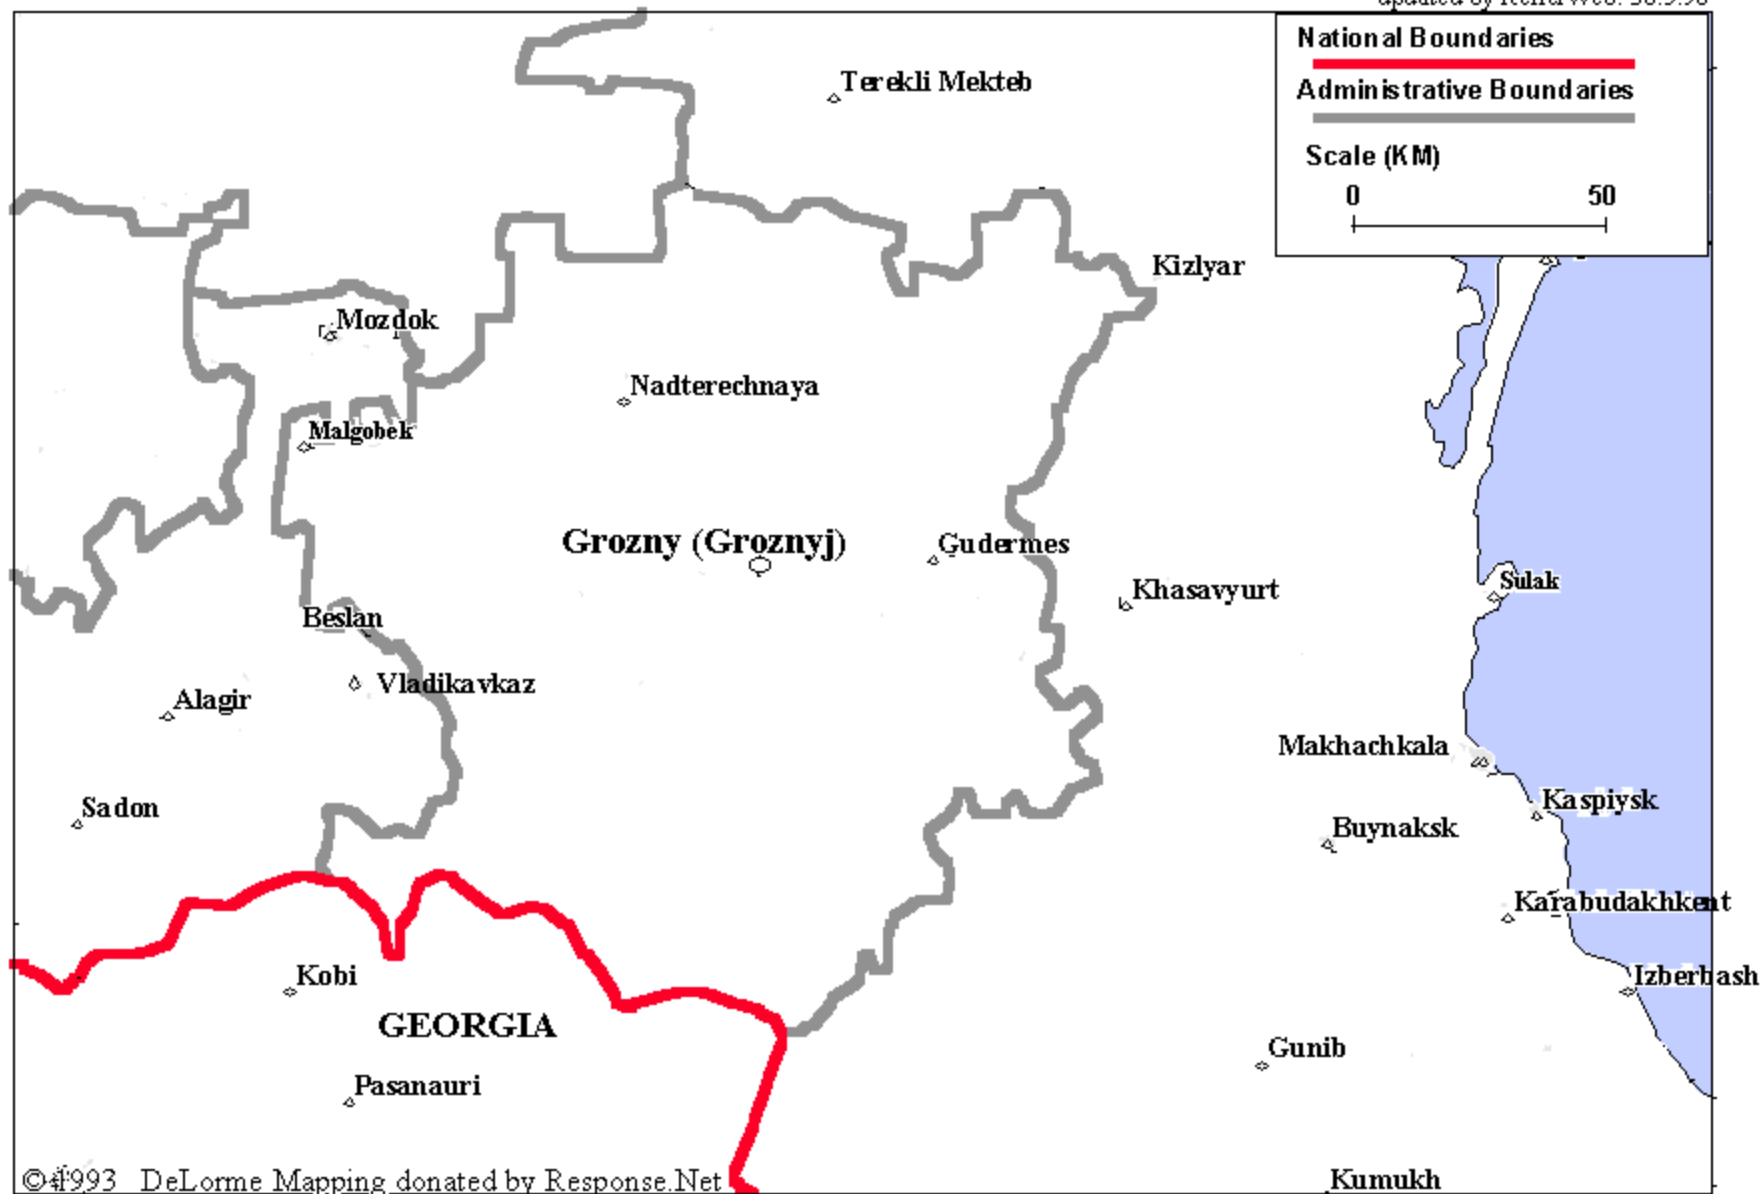 National Boundaries
Administrative Boundaries
Scale (KM)
0 50
Terekli Mekteb
Kizlyar
Mozdok
Nadterechnaya
Malgobek
Grozny (Groznyj)
Gudermes
Khasavyurt
Sulak
Beslan
Vladikavkaz
Alagir
Makhachkala
Sadon
Kaspiysk
Buynaksk
Karabudakhkent
Kobi
Izberbash
GEORGIA
Gunib
Pasanauri
Kumukh
DeLorme Mapping donated by Response.Net